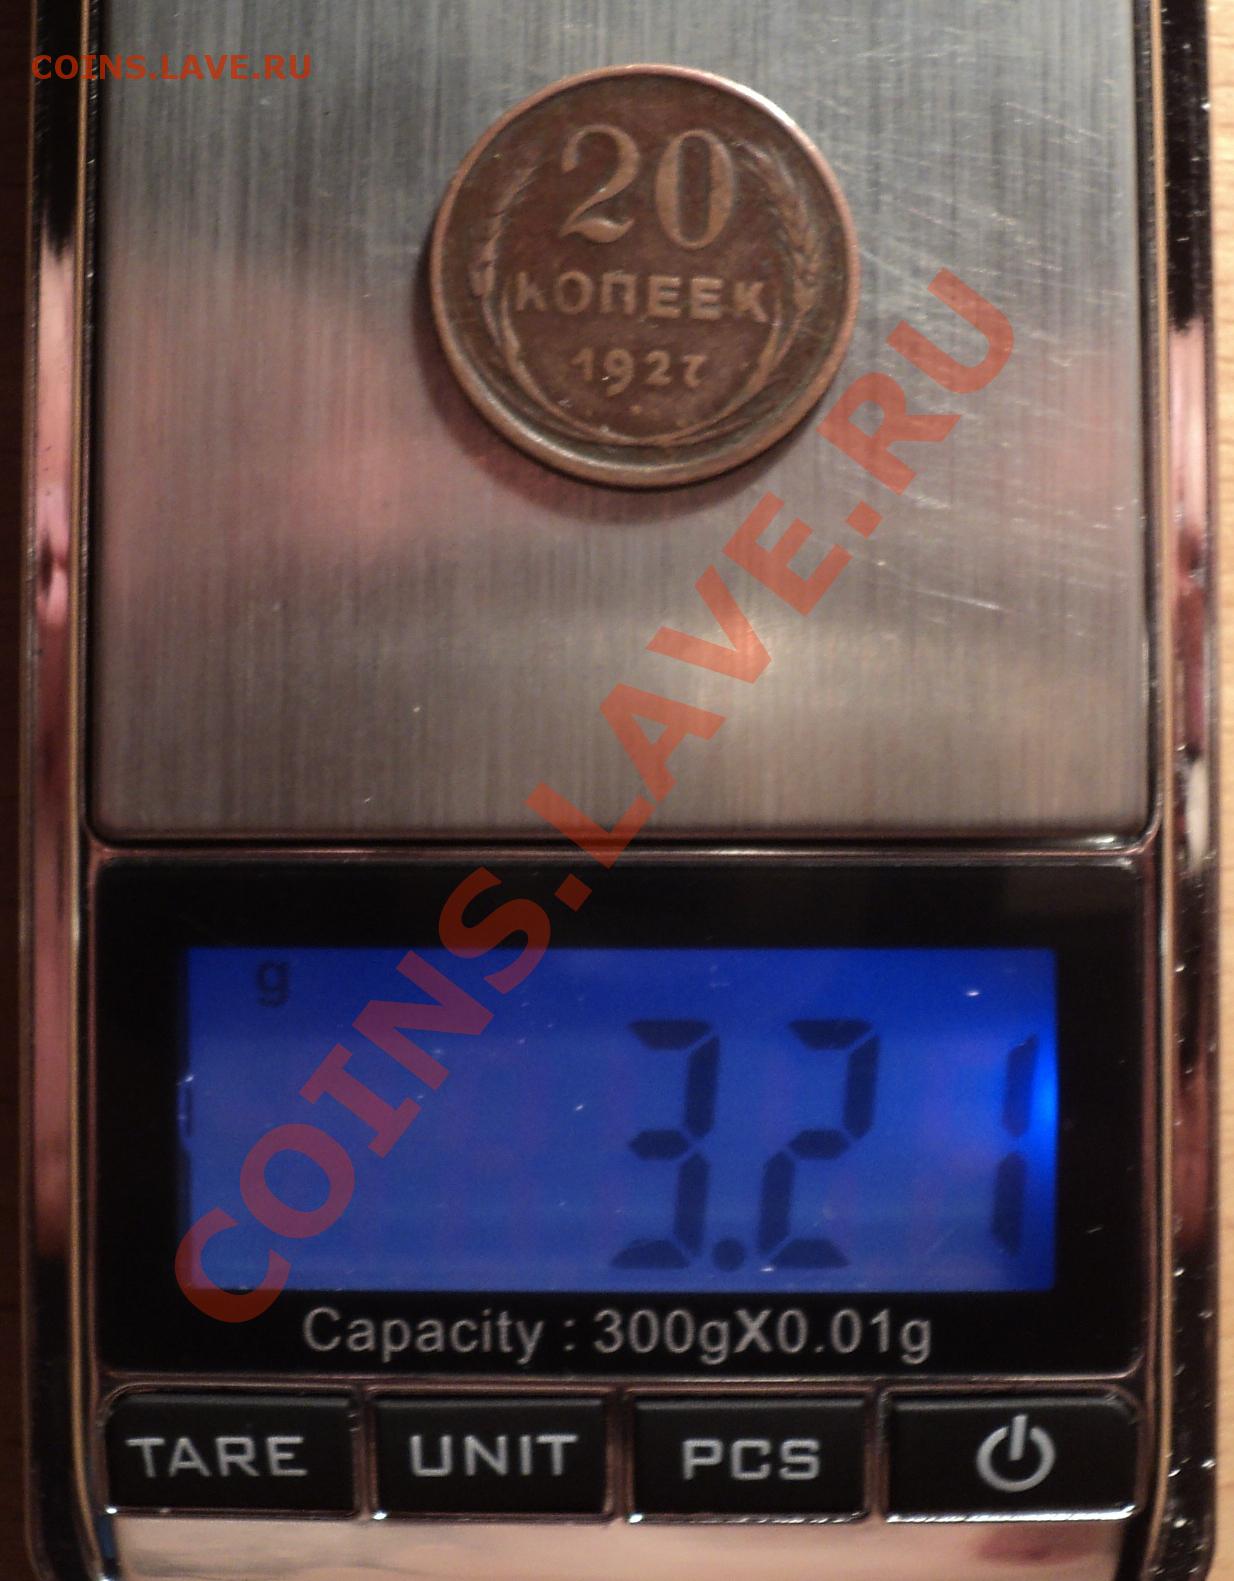 COINS.LAVE.RU
20
КОПЕЕК
1927
COINS.LAVE.RU
g
3.21
Capacity : 300gX0.01g
TARE UNIT PCS